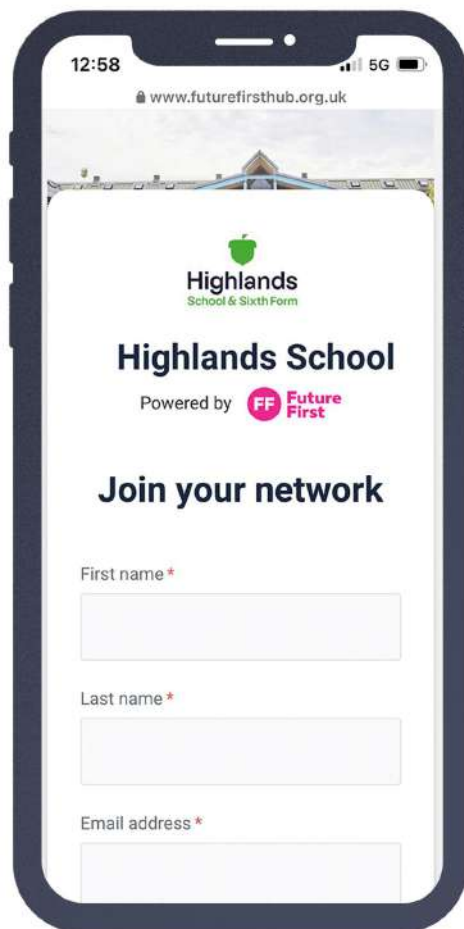 12:58 5G
www.futurefirsthub.org.uk
Highlands
School & Sixth Form
Highlands School
Powered by FF Future
First
Join your network
First name *
Last name *
Email address *